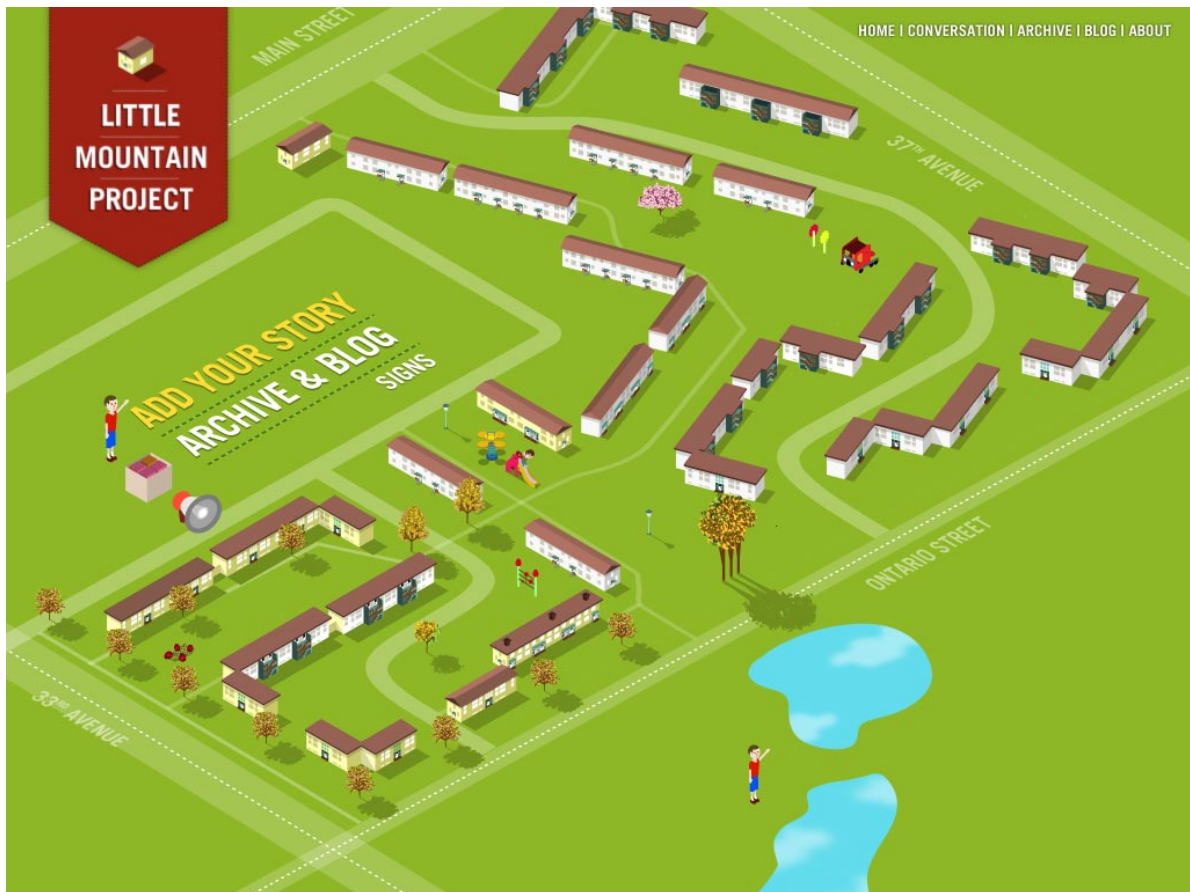 LITTLE
MOUNTAIN
PROJECT
MAIN STREET
HOME | CONVERSATION | ARCHIVE | BLOG | ABOUT
37TH AVENUE
ADD YOUR STORY
ARCHIVE & BLOG
SIGNS
ONTARIO STREET
33RD AVENUE